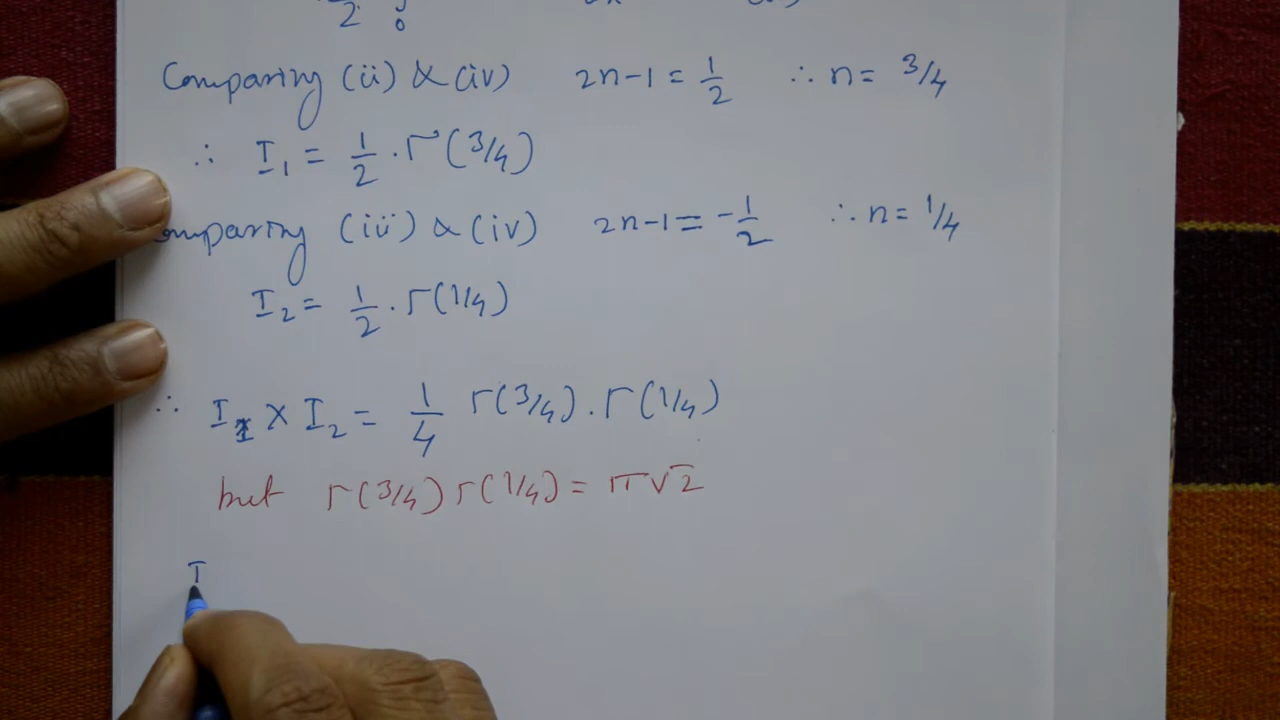 Comparing (ii) & (iv) 2n-1 = 1/2 ∴ n = 3/4
∴ I₁ = 1/2 . Γ(3/4)
omparing (iii) & (iv) 2n-1 = -1/2 ∴ n = 1/4
I₂ = 1/2 . Γ(1/4)
∴ I₁ × I₂ = 1/4 Γ(3/4) . Γ(1/4)
but Γ(3/4) Γ(1/4) = π√2
I